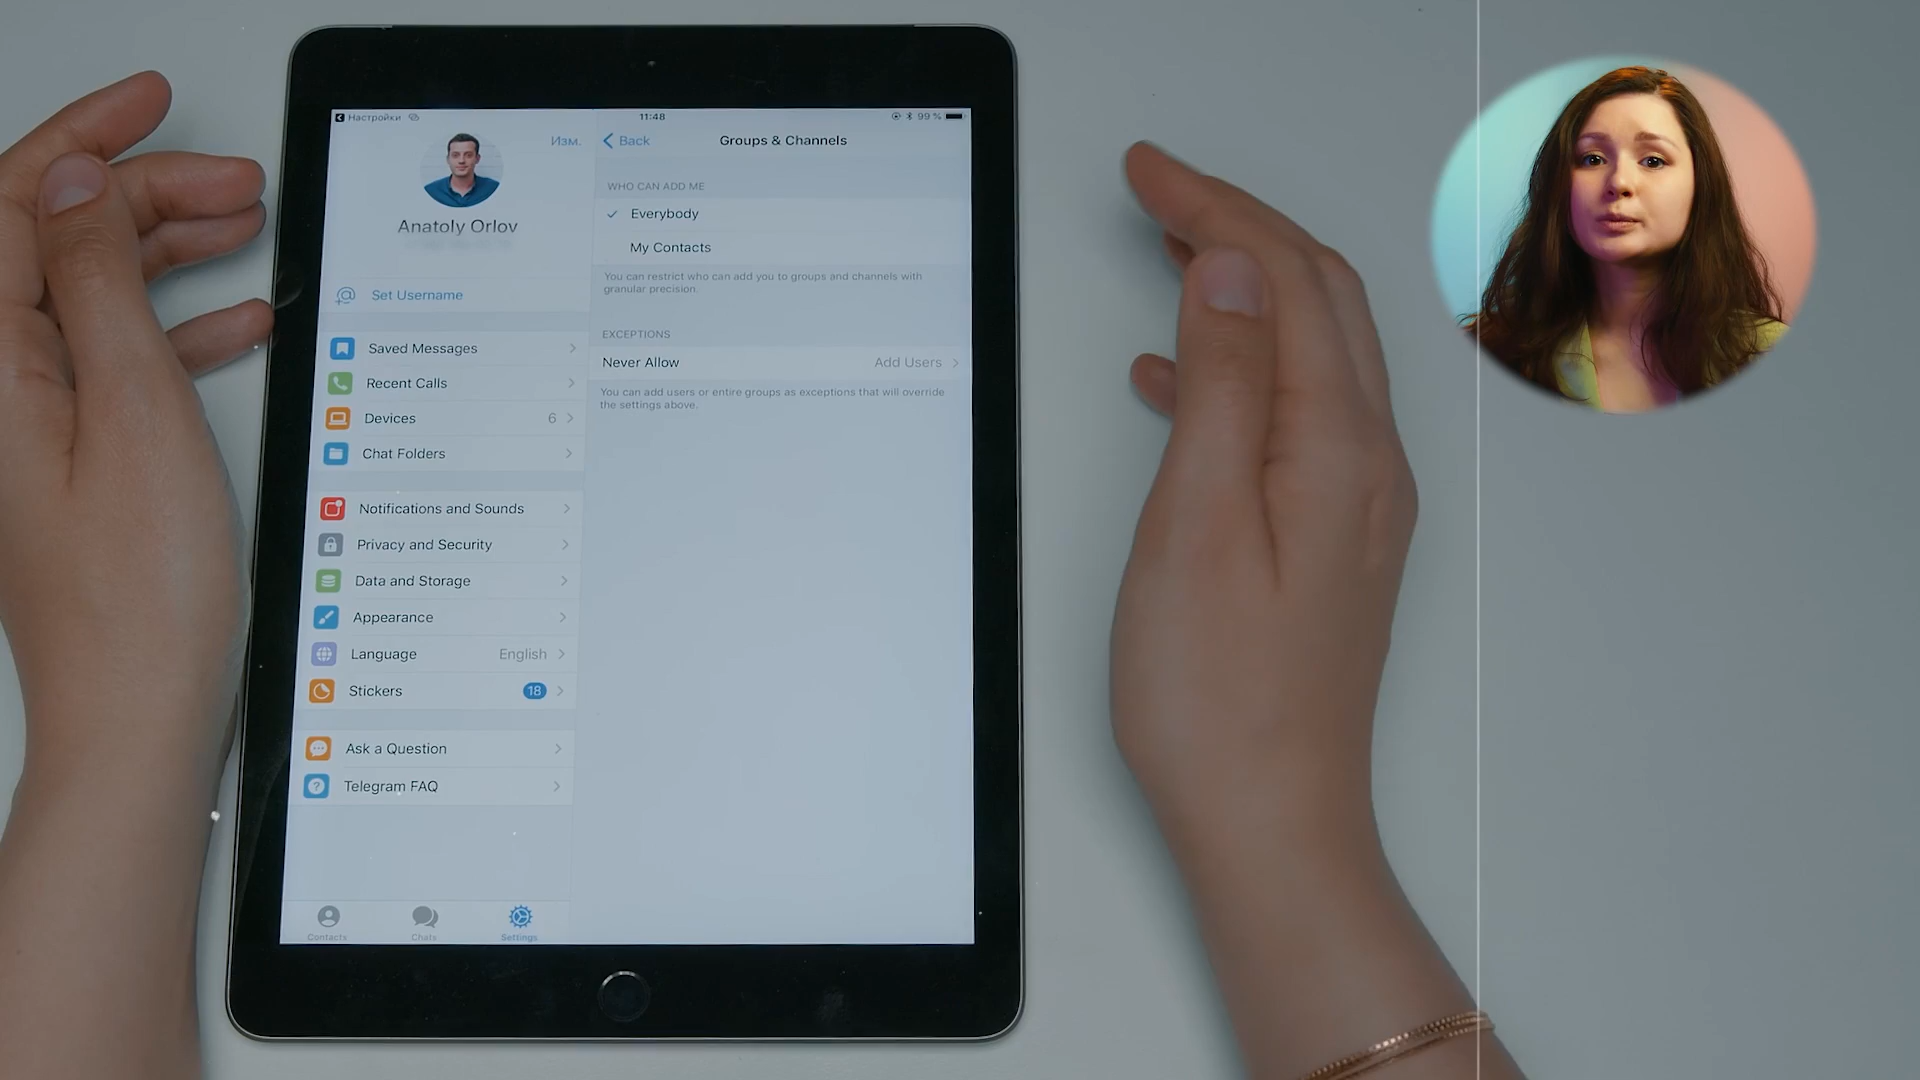 Настройки
11:48
99 %
Изм.
Anatoly Orlov
Set Username
Saved Messages
Recent Calls
Devices 6
Chat Folders
Notifications and Sounds
Privacy and Security
Data and Storage
Appearance
Language English
Stickers 18
Ask a Question
Telegram FAQ
Contacts
Chats
Settings
Back
Groups & Channels
WHO CAN ADD ME
Everybody
My Contacts
You can restrict who can add you to groups and channels with
granular precision.
EXCEPTIONS
Never Allow Add Users
You can add users or entire groups as exceptions that will override
the settings above.